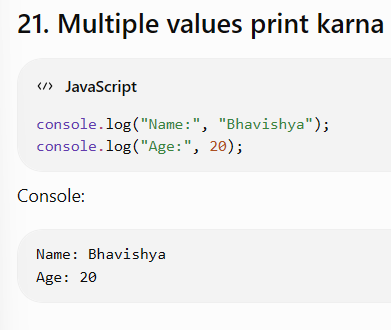 21. Multiple values print karna
</> JavaScript
console.log("Name:", "Bhavishya");
console.log("Age:", 20);
Console:
Name: Bhavishya
Age: 20